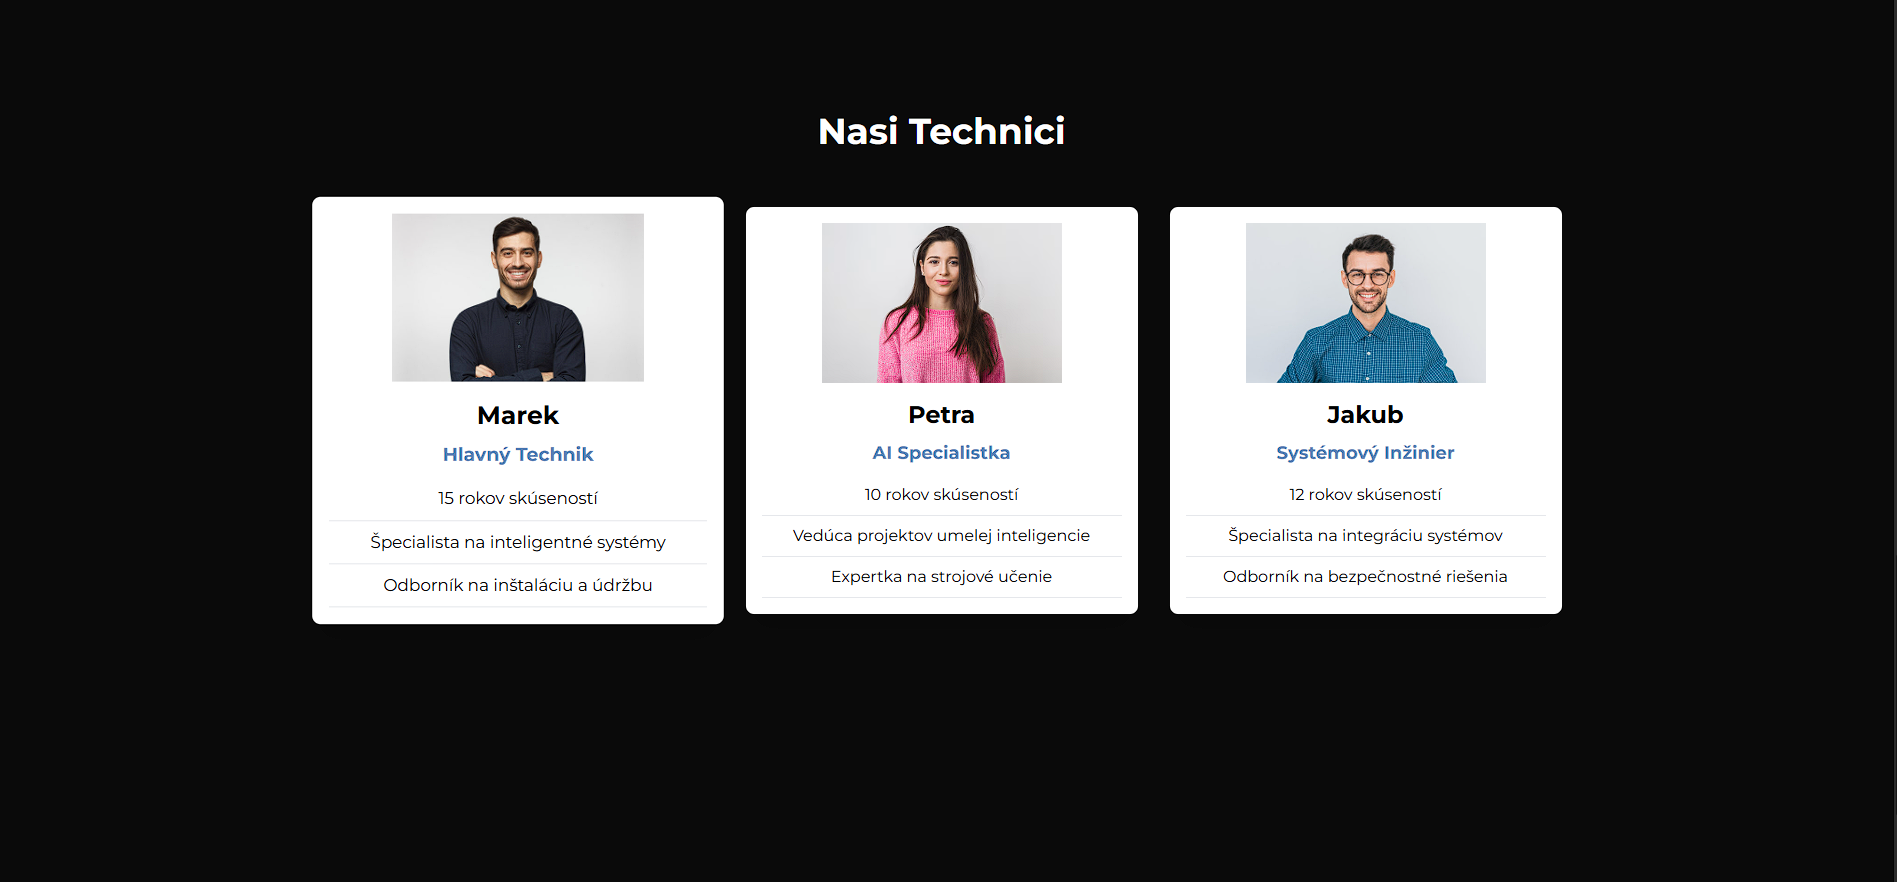 Nasi Technici
Marek
Hlavný Technik
15 rokov skúseností
Špecialista na inteligentné systémy
Odborník na inštaláciu a údržbu
Petra
AI Specialistka
10 rokov skúseností
Vedúca projektov umelej inteligencie
Expertka na strojové učenie
Jakub
Systémový Inžinier
12 rokov skúseností
Špecialista na integráciu systémov
Odborník na bezpečnostné riešenia